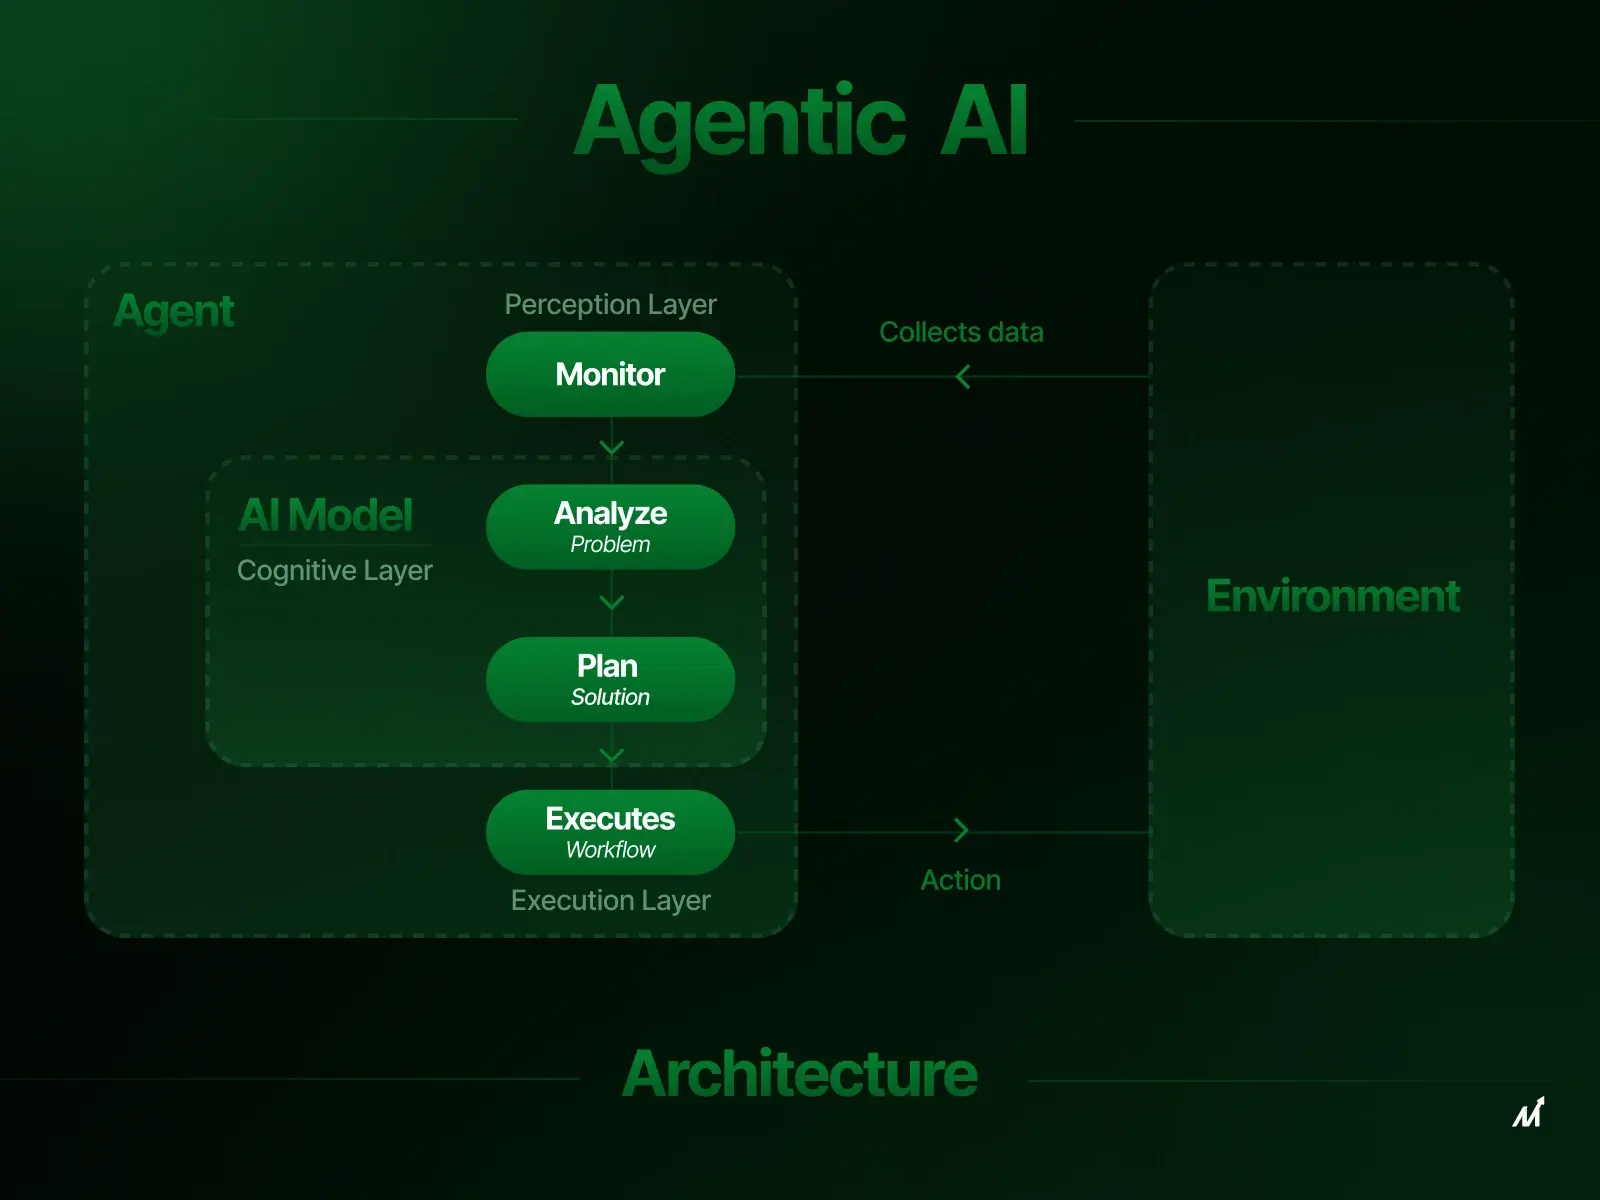 Agentic AI
Agent
Perception Layer
Monitor
Collects data
AI Model
Cognitive Layer
Analyze
Problem
Plan
Solution
Environment
Executes
Workflow
Execution Layer
Action
Architecture